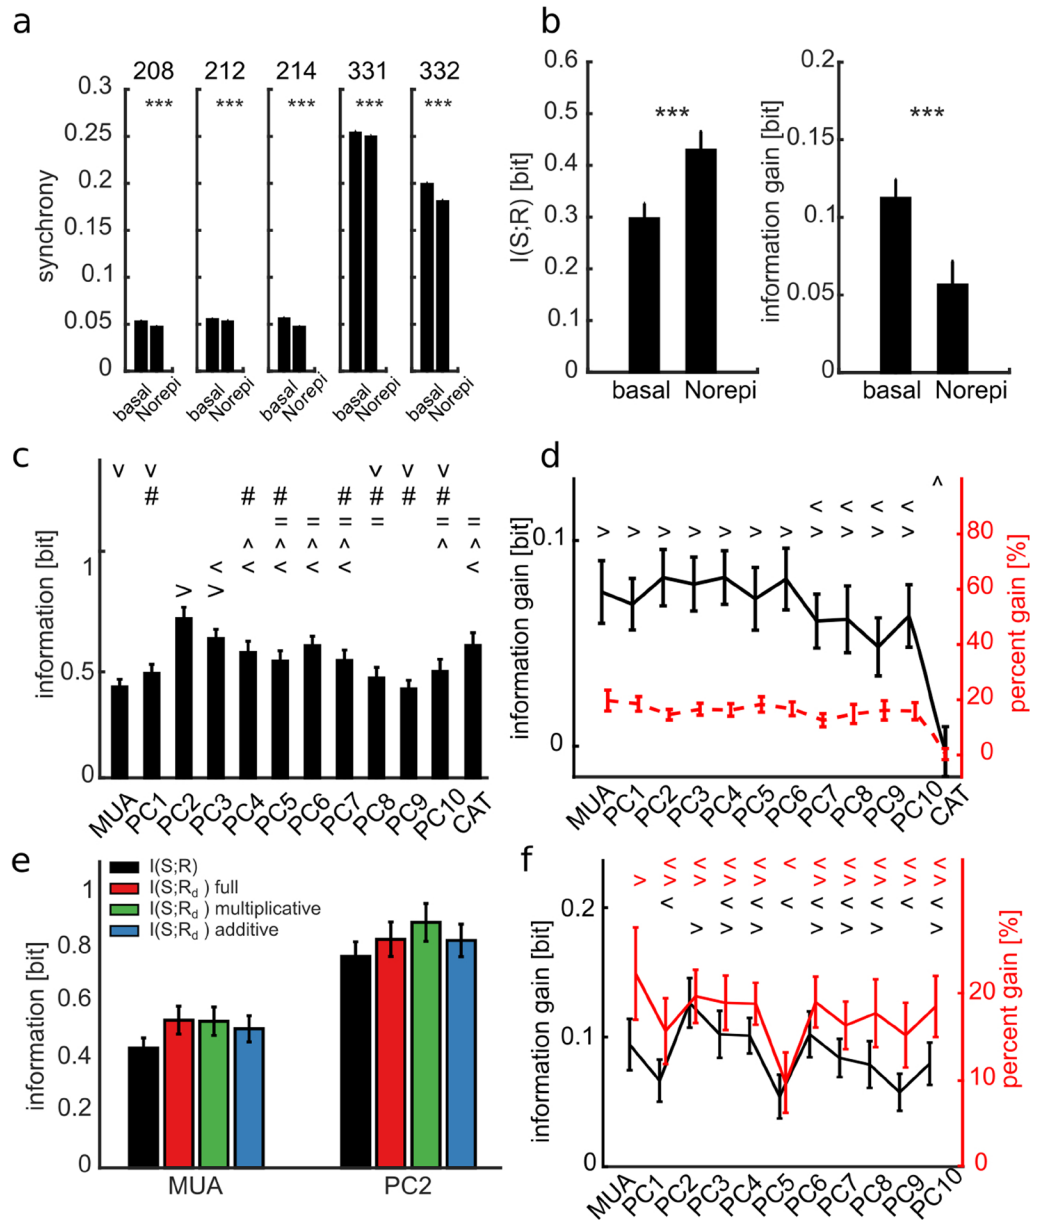 a
208 212 214 331 332
*** *** *** *** ***
synchrony
0.3
0.25
0.2
0.15
0.1
0.05
0
basal Norepi basal Norepi basal Norepi basal Norepi basal Norepi
b
I(S;R) [bit]
0.6
0.5
0.4
0.3
0.2
0.1
0
***
basal Norepi
information gain [bit]
0.2
0.15
0.1
0.05
0
***
basal Norepi
c
information [bit]
1
0.5
0
v v v v v
# # # # # #
= = = = = =
^ ^ ^ ^ ^ ^
< < < < < <
> >
MUA PC1 PC2 PC3 PC4 PC5 PC6 PC7 PC8 PC9 PC10 CAT
d
information gain [bit]
0.1
0
^
< < < <
> > > > > > > > > > >
percent gain [%]
80
60
40
20
0
MUA PC1 PC2 PC3 PC4 PC5 PC6 PC7 PC8 PC9 PC10 CAT
e
I(S;R)
I(S;Rd ) full
I(S;Rd ) multiplicative
I(S;Rd ) additive
information [bit]
1
0.8
0.6
0.4
0.2
0
MUA PC2
f
information gain [bit]
0.2
0.1
0
< < < < < < < < < <
> > > > > > > > > >
< < < < < < < < <
> > > > > > >
percent gain [%]
20
10
0
MUA PC1 PC2 PC3 PC4 PC5 PC6 PC7 PC8 PC9 PC10